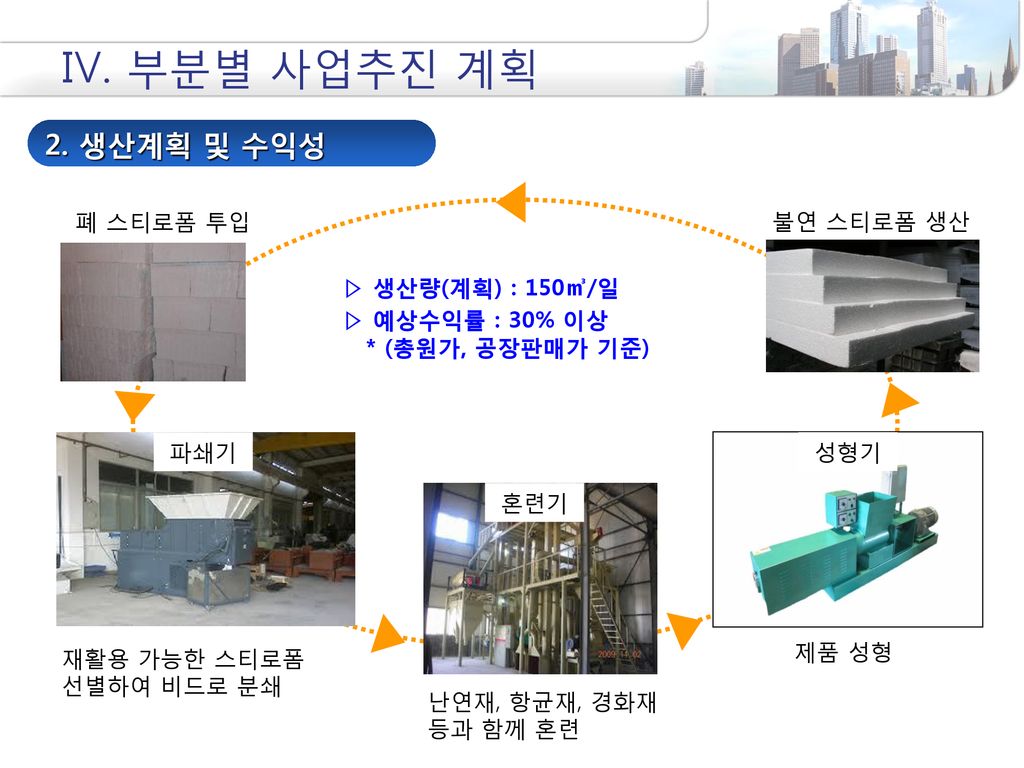 IV. 부분별 사업추진 계획
2. 생산계획 및 수익성
폐 스티로폼 투입
불연 스티로폼 생산
▷ 생산량(계획) : 150㎥/일
▷ 예상수익률 : 30% 이상
* (총원가, 공장판매가 기준)
파쇄기
혼련기
성형기
2009 11 02
재활용 가능한 스티로폼
선별하여 비드로 분쇄
제품 성형
난연재, 항균재, 경화재
등과 함께 혼련